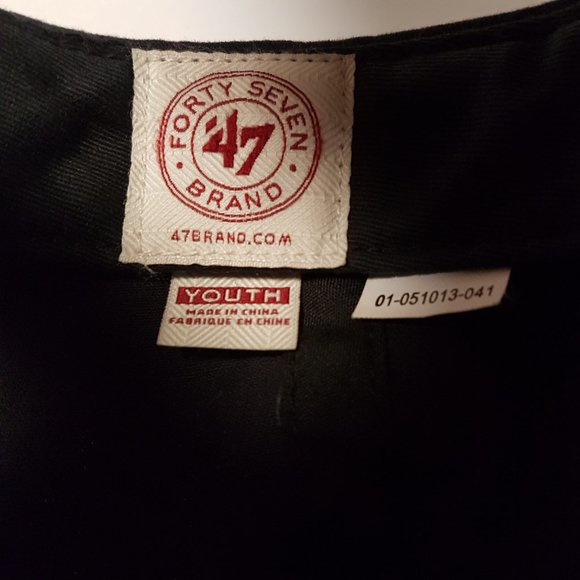 FORTY SEVEN
'47
BRAND
47BRAND.COM
YOUTH
MADE IN CHINA
FABRIQUE EN CHINE
01-051013-041